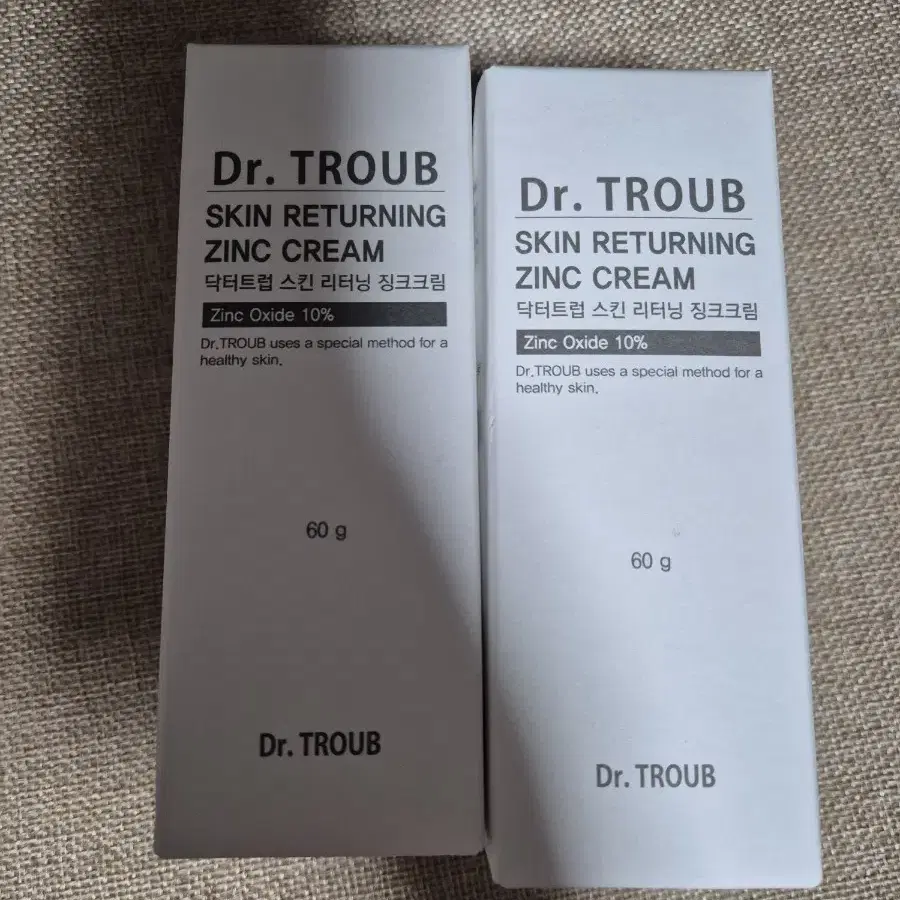 Dr. TROUB
SKIN RETURNING
ZINC CREAM
닥터트럽 스킨 리터닝 징크크림
Zinc Oxide 10%
Dr.TROUB uses a special method for a
healthy skin.
60 g
Dr. TROUB
Dr. TROUB
SKIN RETURNING
ZINC CREAM
닥터트럽 스킨 리터닝 징크크림
Zinc Oxide 10%
Dr.TROUB uses a special method for a
healthy skin.
60 g
Dr. TROUB